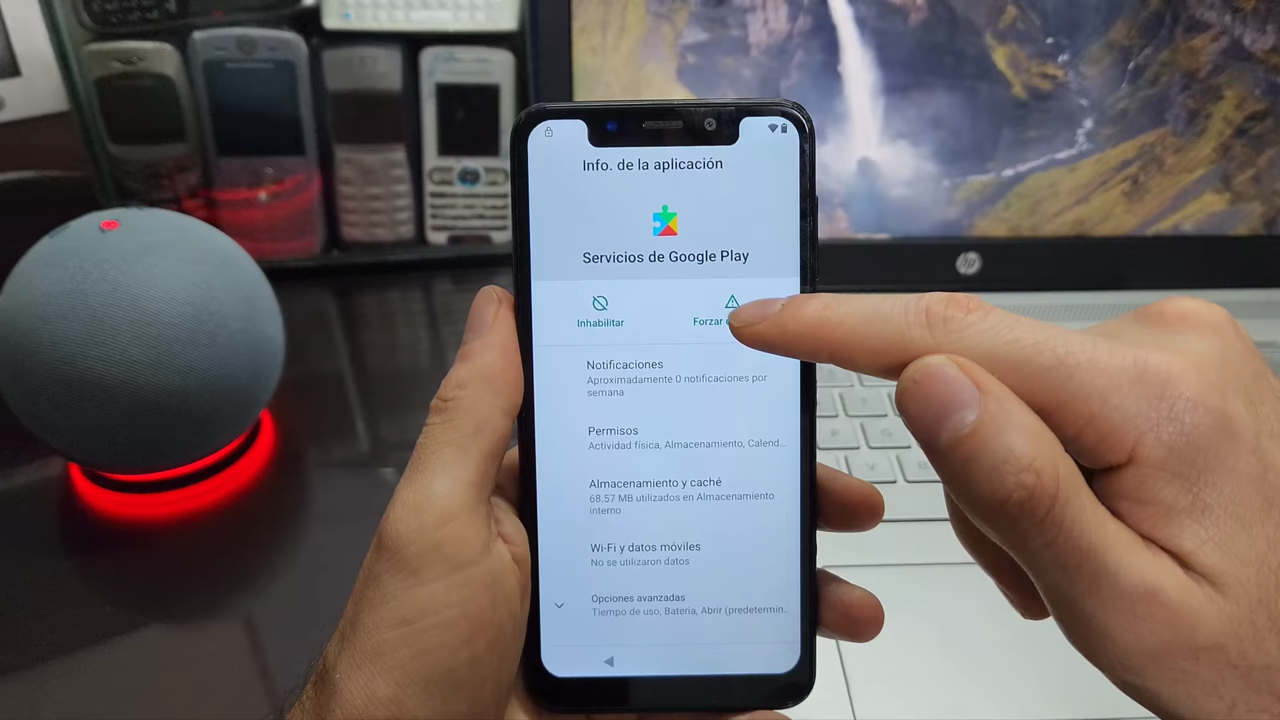 Info. de la aplicación
Servicios de Google Play
Inhabilitar
Forzar
Notificaciones
Aproximadamente 0 notificaciones por
semana
Permisos
Actividad física, Almacenamiento, Calend...
Almacenamiento y caché
68.57 MB utilizados en Almacenamiento
interno
Wi-Fi y datos móviles
No se utilizaron datos
Opciones avanzadas
Tiempo de uso, Batería, Abrir (predetermin..
hp